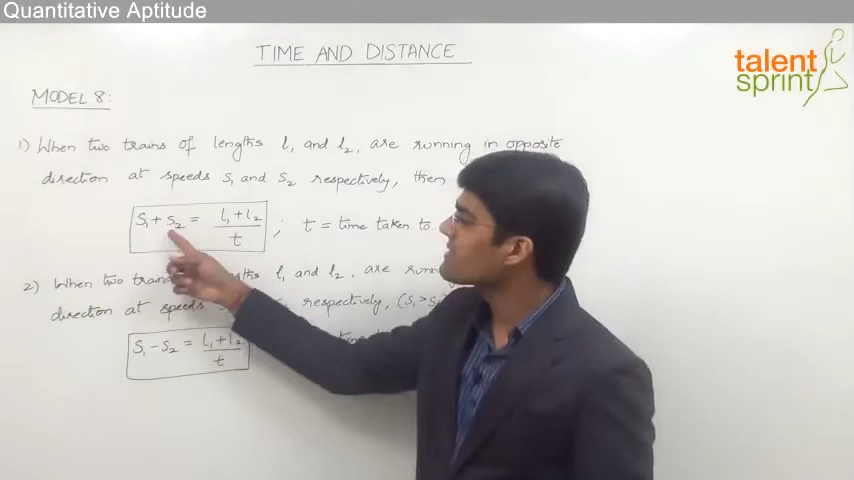 Quantitative Aptitude
talent
sprint
TIME AND DISTANCE
MODEL 8:
1) When two trains of lengths l₁ and l₂, are running in opposite
direction at speeds S₁ and S₂ respectively, then
S₁ + S₂ = l₁ + l₂ / t ; t = time taken to
2) When two lengths l₁ and l₂, are
direction at speeds respectively, (S₁ > S₂
S₁ - S₂ = l₁ + l₂ / t